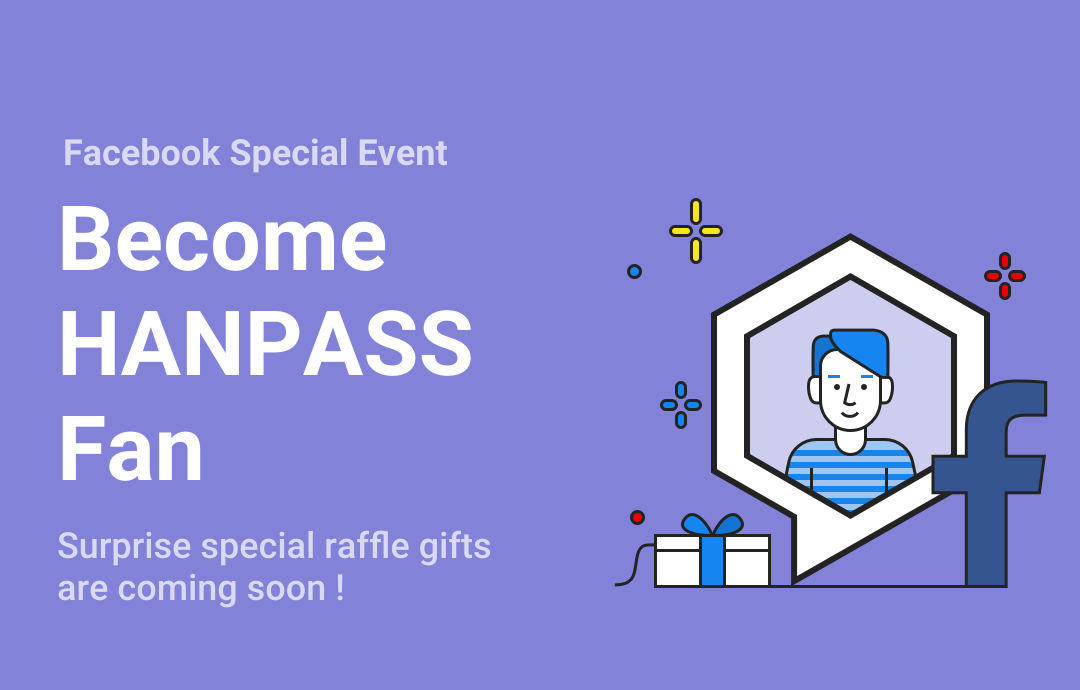 Facebook Special Event
Become
HANPASS
Fan
Surprise special raffle gifts
are coming soon !